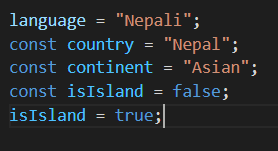 language = "Nepali";
const country = "Nepal";
const continent = "Asian";
const isIsland = false;
isIsland = true;